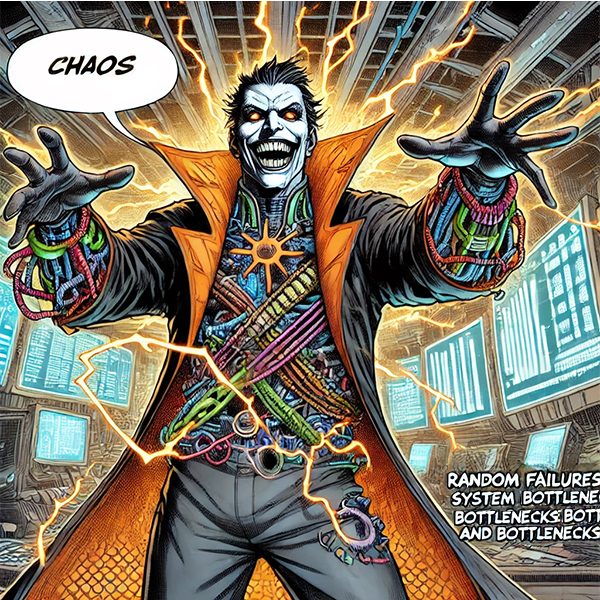 CHAOS
RANDOM FAILURES
SYSTEM BOTTLENE
BOTTLENECKS BOTT
AND BOTTLENECKS